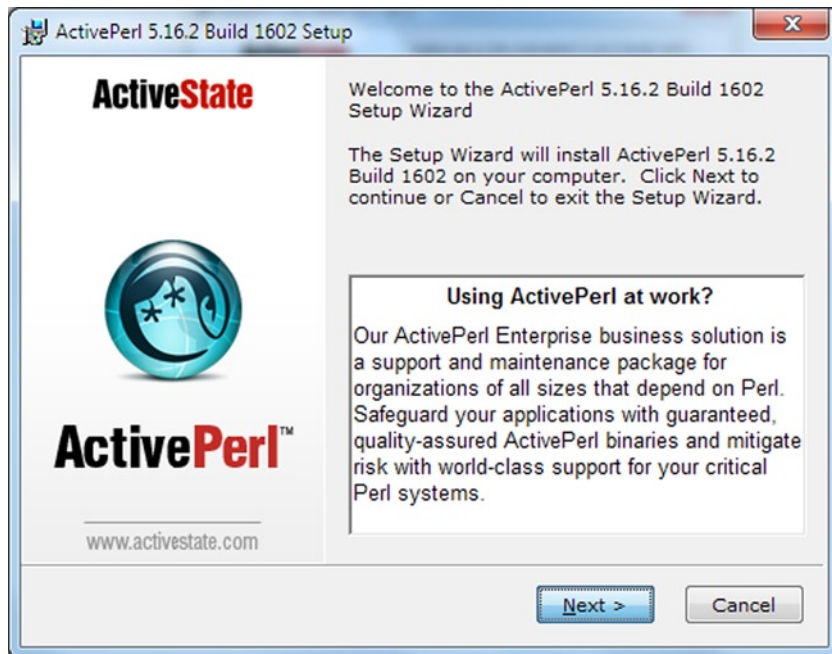 ActivePerl 5.16.2 Build 1602 Setup
ActiveState
Welcome to the ActivePerl 5.16.2 Build 1602
Setup Wizard
The Setup Wizard will install ActivePerl 5.16.2
Build 1602 on your computer. Click Next to
continue or Cancel to exit the Setup Wizard.
Using ActivePerl at work?
Our ActivePerl Enterprise business solution is
a support and maintenance package for
organizations of all sizes that depend on Perl.
Safeguard your applications with guaranteed,
quality-assured ActivePerl binaries and mitigate
risk with world-class support for your critical
Perl systems.
ActivePerl™
www.activestate.com
Next >
Cancel